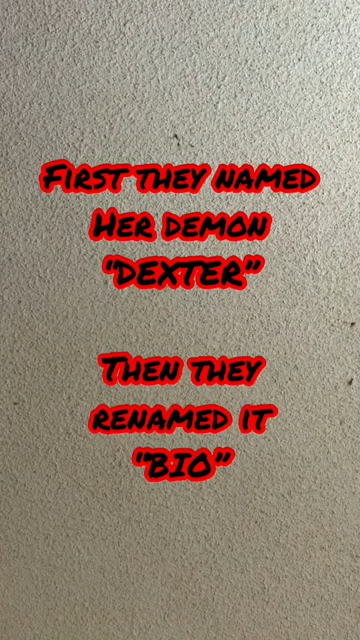 First they named
Her demon
“DEXTER”
Then they
renamed it
“BIO”